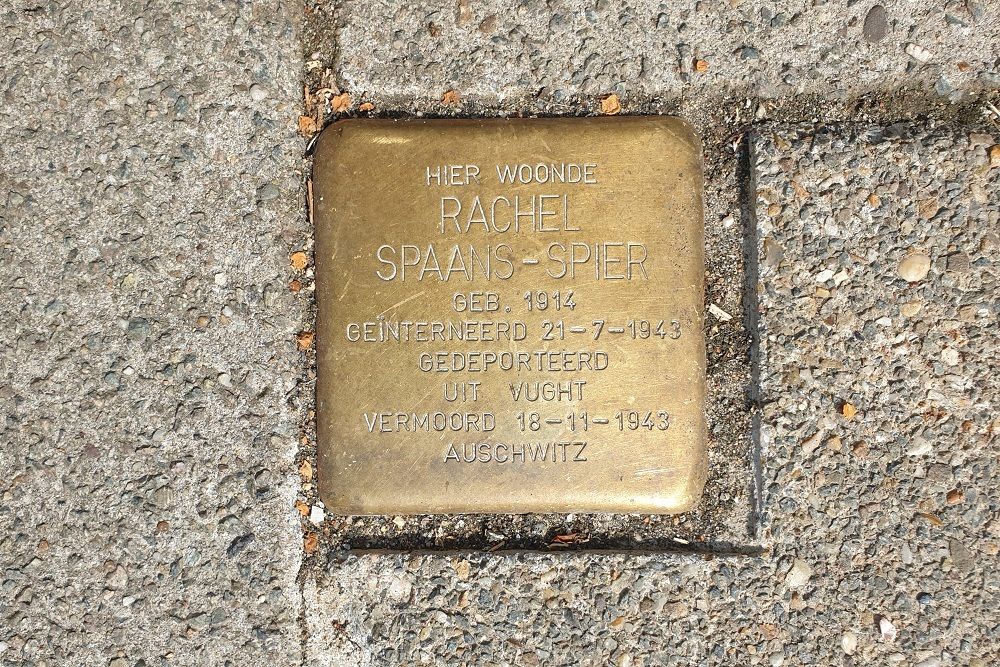 HIER WOONDE
RACHEL
SPAANS-SPIER
GEB. 1914
GEÏNTERNEERD 21-7-1943
GEDEPORTEERD
UIT VUGHT
VERMOORD 18-11-1943
AUSCHWITZ